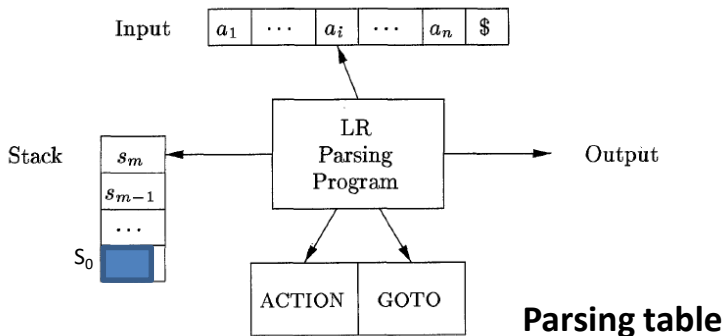 Input a₁ ⋯ aᵢ ⋯ aₙ $
LR
Parsing
Program
Stack
sₘ
sₘ₋₁
⋯
S₀
Output
ACTION GOTO
Parsing table